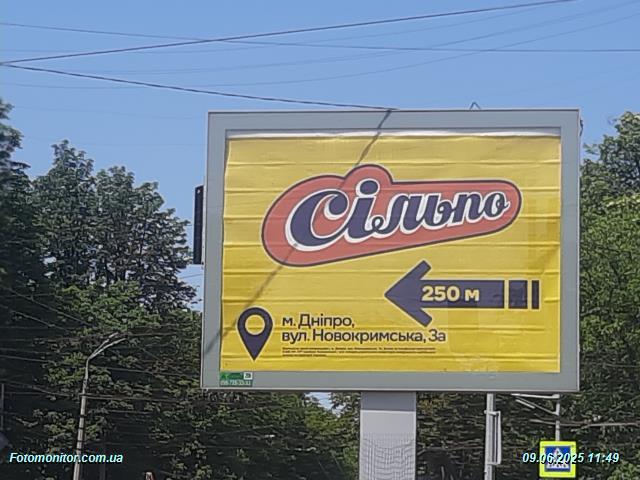 Сільпо
250 м
м. Дніпро,
вул. Новокримська, 3а
Fotomonitor.com.ua
09.06.2025 11:49